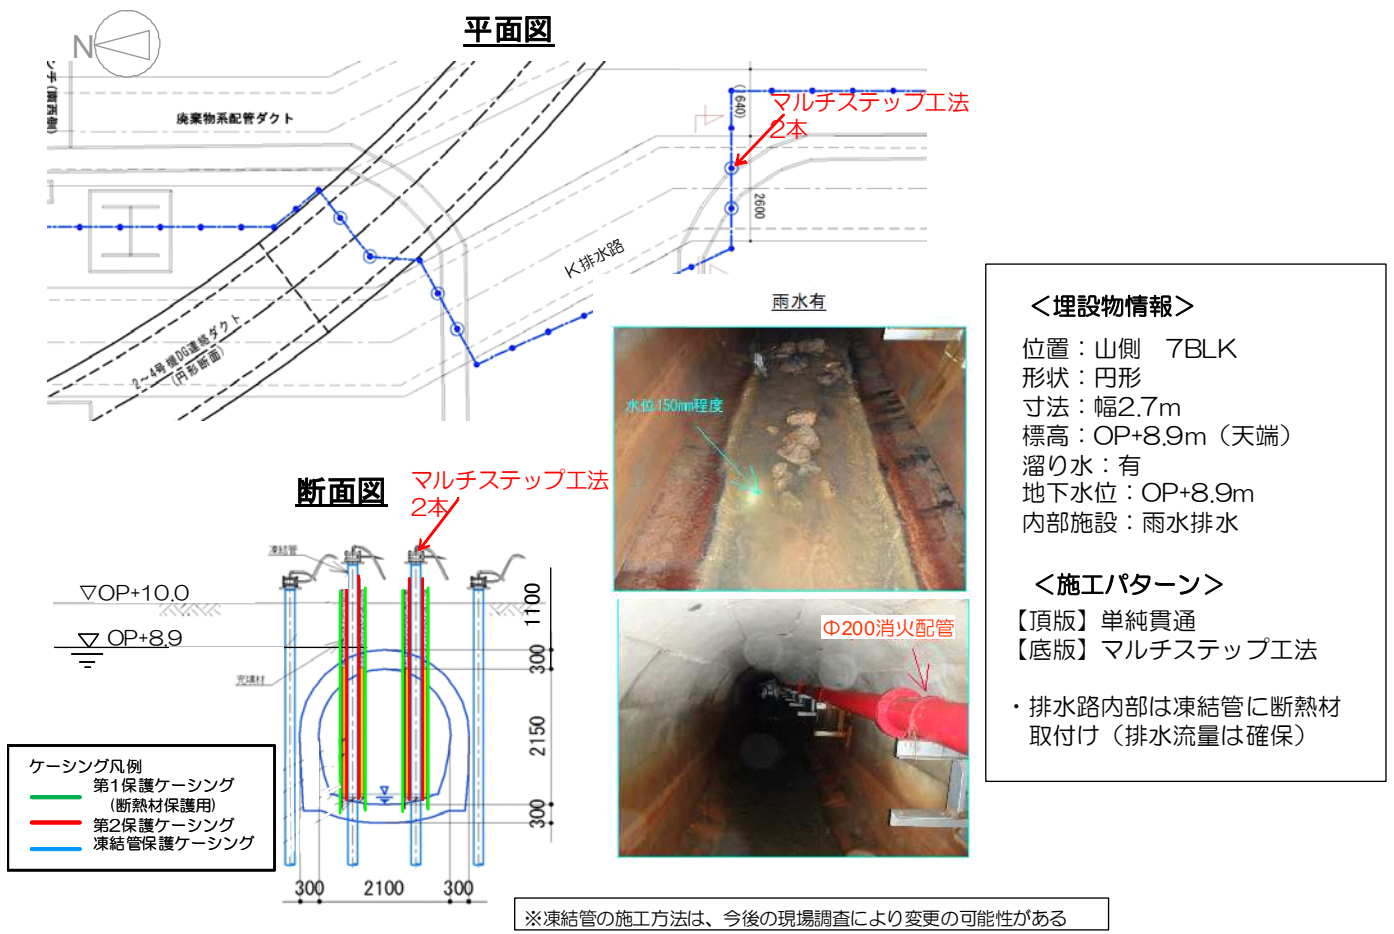 平面図
N
ンチ(南西側)
廃棄物系配管ダクト
マルチステップ工法
2本
(640)
2600
K排水路
2~4号機DG連絡ダクト
(円形断面)
雨水有
水位150mm程度
Φ200消火配管
断面図
マルチステップ工法
2本
凍結管
▽OP+10.0
▽ OP+8.9
充填材
1100
300
2150
300
300
2100
300
ケーシング凡例
第1保護ケーシング
(断熱材保護用)
第2保護ケーシング
凍結管保護ケーシング
<埋設物情報>
位置:山側 7BLK
形状:円形
寸法:幅2.7m
標高:OP+8.9m(天端)
溜り水:有
地下水位:OP+8.9m
内部施設:雨水排水
<施工パターン>
【頂版】単純貫通
【底版】マルチステップ工法
・排水路内部は凍結管に断熱材
取付け(排水流量は確保)
※凍結管の施工方法は、今後の現場調査により変更の可能性がある